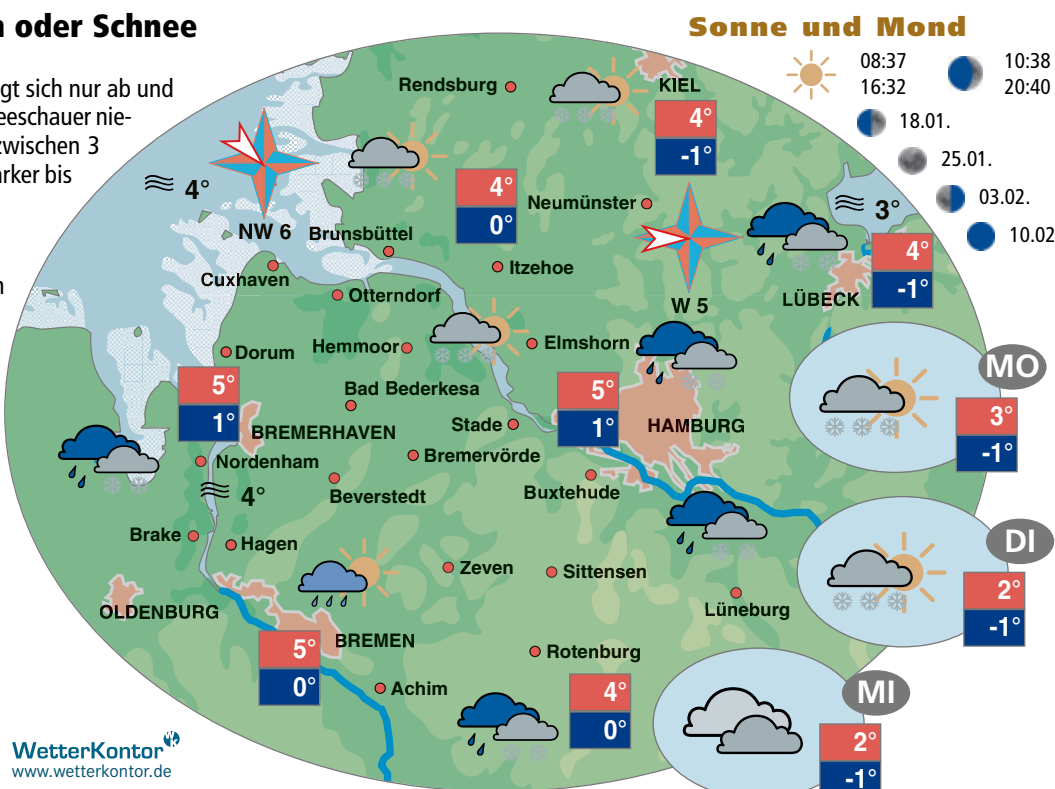 oder Schnee
gt sich nur ab und
eeschauer nie-
zwischen 3
rker bis
Sonne und Mond
08:37
16:32
10:38
20:40
18.01.
25.01.
03.02.
10.02
Rendsburg
KIEL
4°
-1°
4°
NW 6
4°
0°
Neumünster
3°
Brunsbüttel
Itzehoe
W 5
4°
-1°
LÜBECK
Cuxhaven
Otterndorf
Dorum
Hemmoor
Elmshorn
MO
3°
-1°
5°
1°
Bad Bederkesa
5°
1°
BREMERHAVEN
Stade
HAMBURG
Nordenham
Bremervörde
4°
Beverstedt
Buxtehude
Brake
Hagen
Zeven
Sittensen
DI
2°
-1°
OLDENBURG
Lüneburg
BREMEN
5°
0°
Rotenburg
Achim
4°
0°
MI
2°
-1°
WetterKontor
www.wetterkontor.de